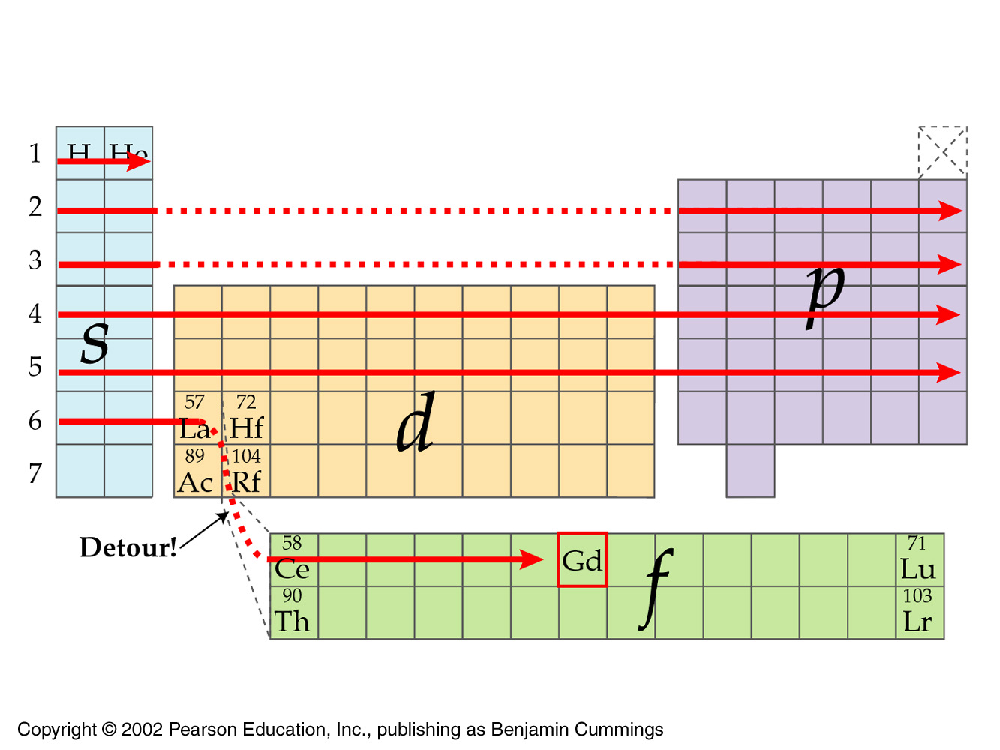 1 H He
2
3
p
4
s
5
d
57 72
6 La Hf
89 104
7 Ac Rf
Detour!
58 71
Ce Gd f Lu
90 103
Th Lr
Copyright © 2002 Pearson Education, Inc., publishing as Benjamin Cummings